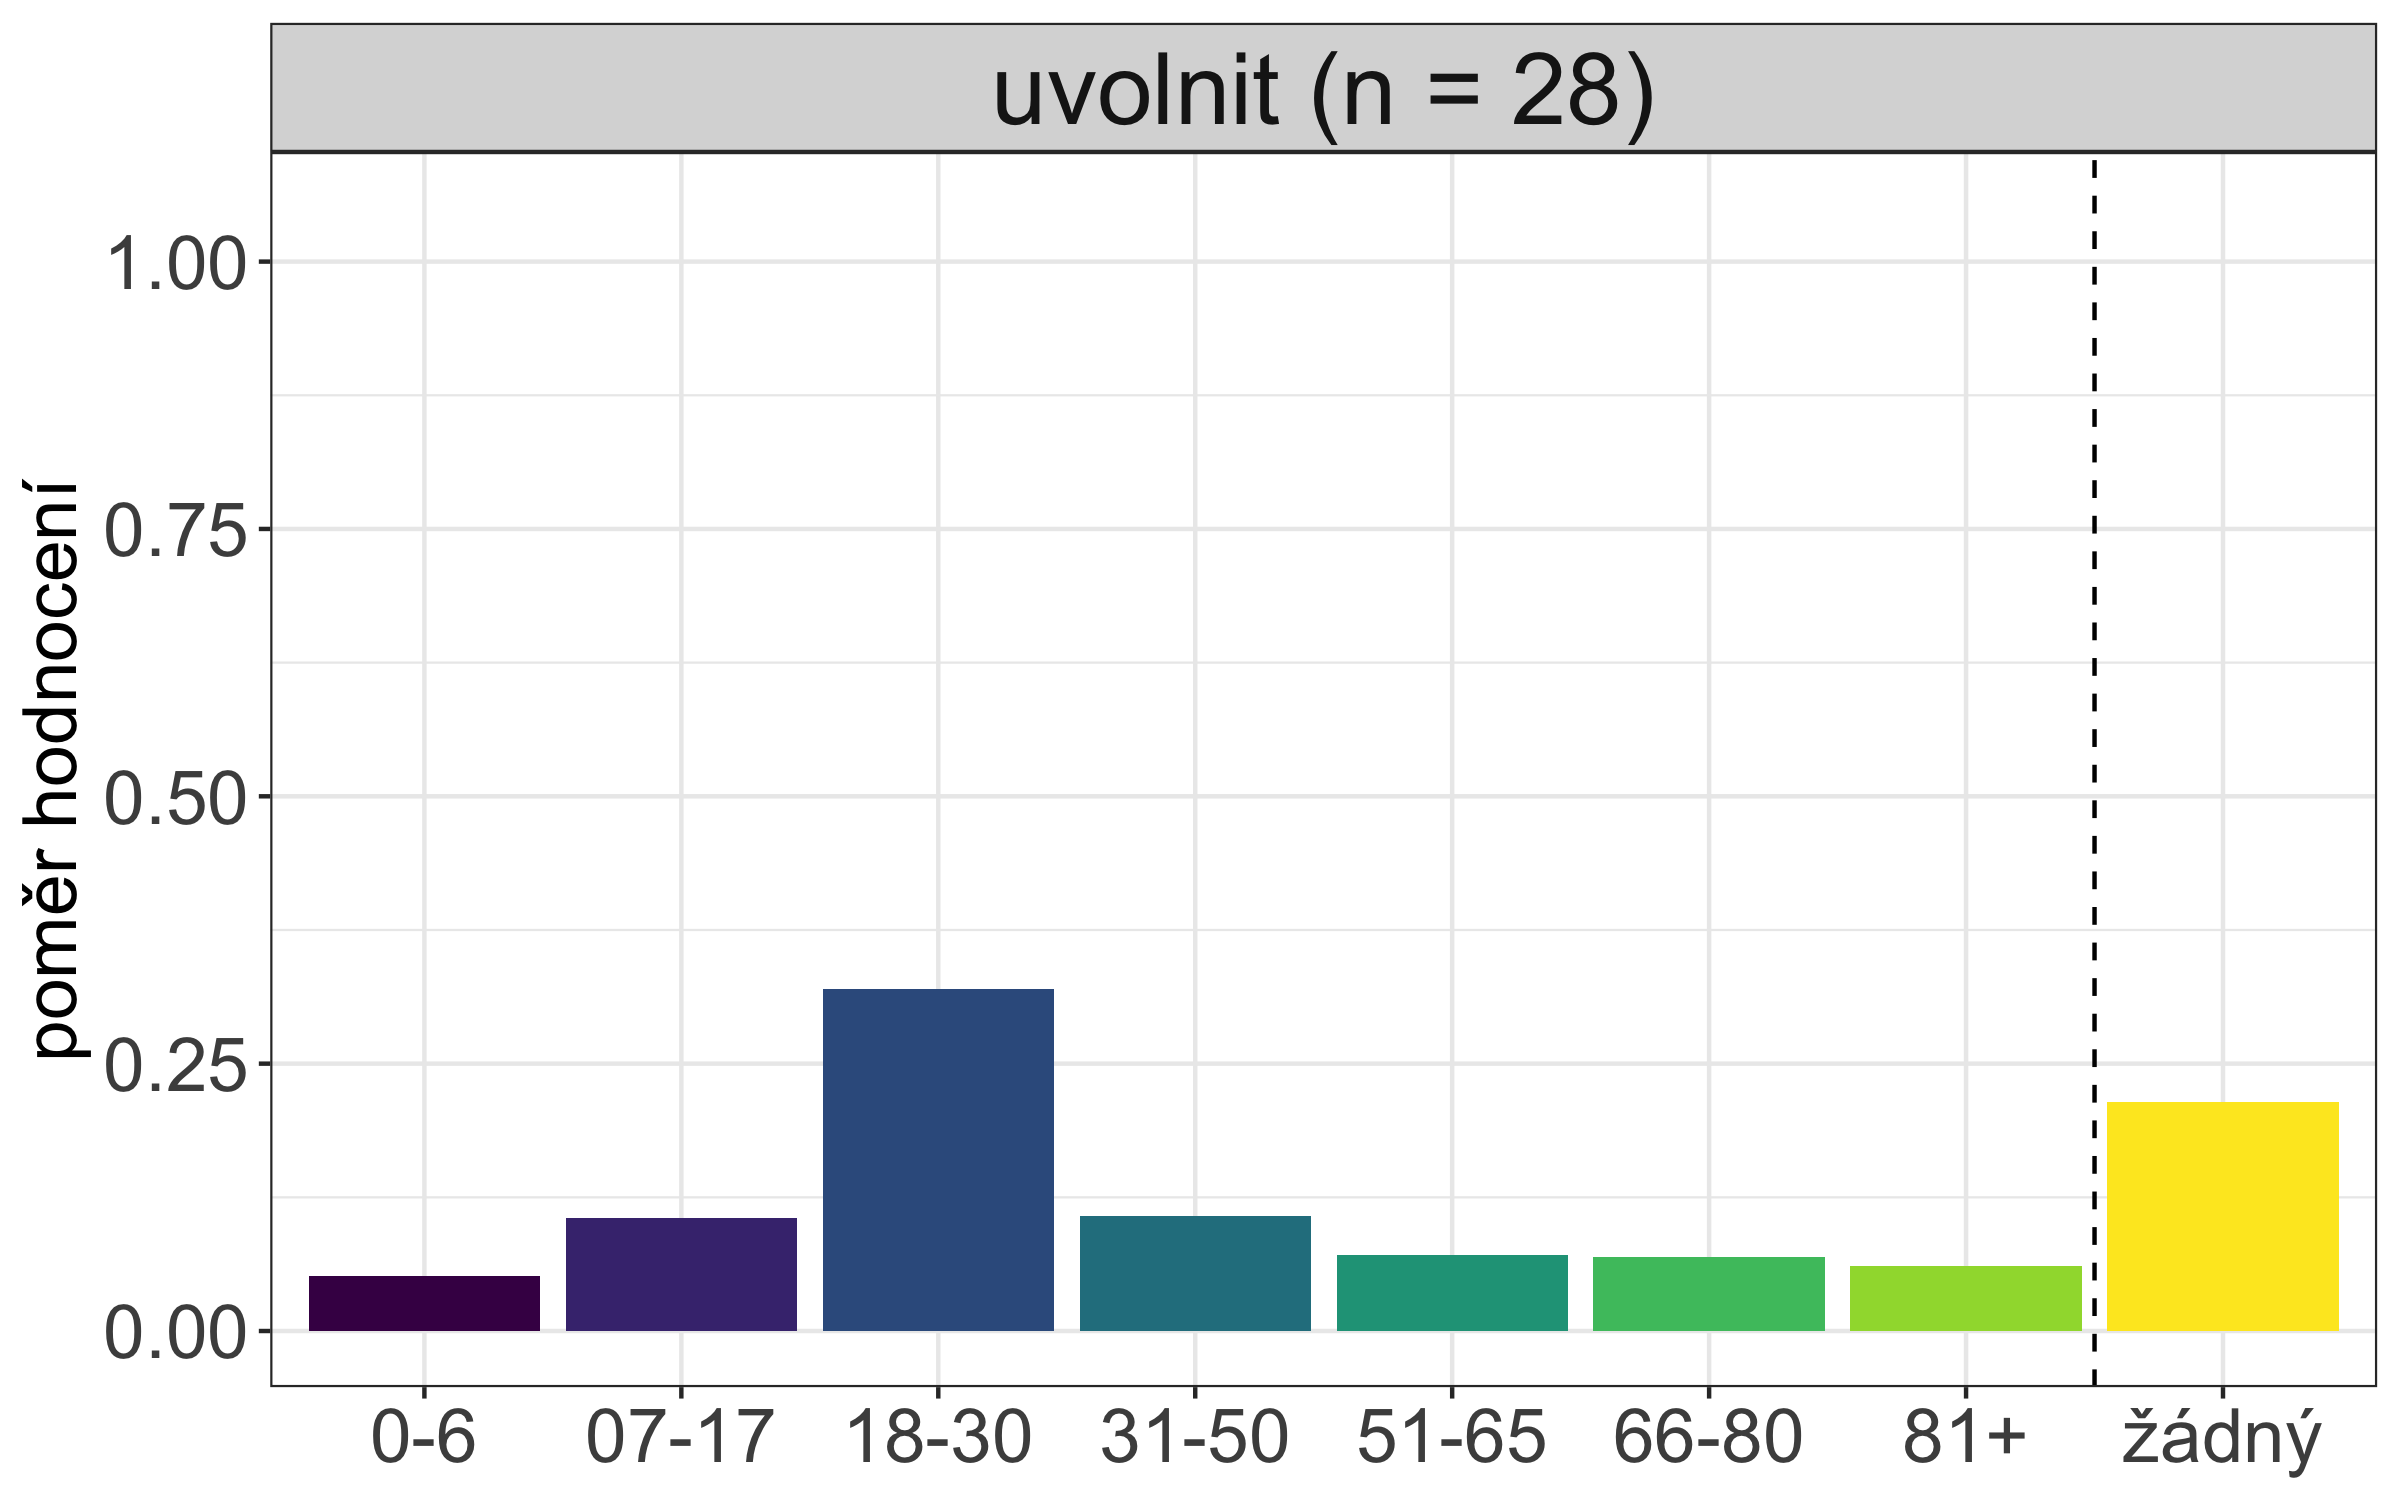 uvolnit (n = 28)
poměr hodnocení
1.00
0.75
0.50
0.25
0.00
0-6 07-17 18-30 31-50 51-65 66-80 81+ žádný